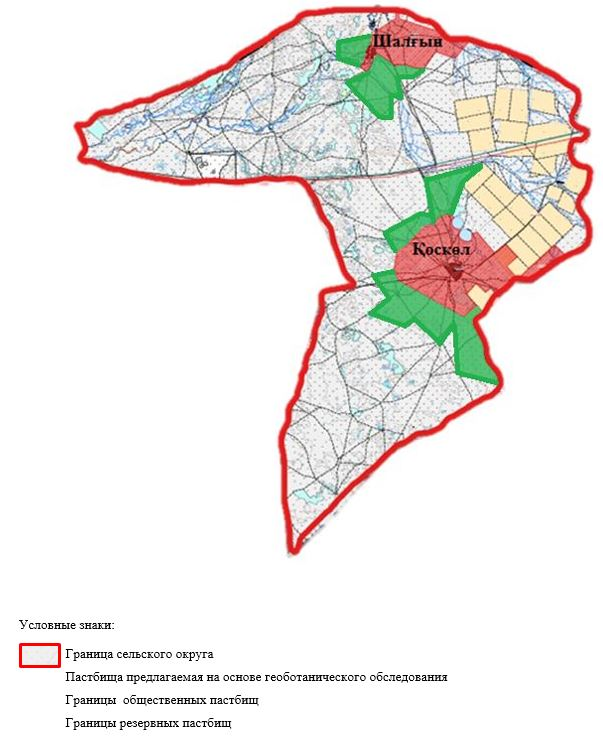 Шалғын
Қоскөл
Условные знаки:
Граница сельского округа
Пастбища предлагаемая на основе геоботанического обследования
Границы общественных пастбищ
Границы резервных пастбищ